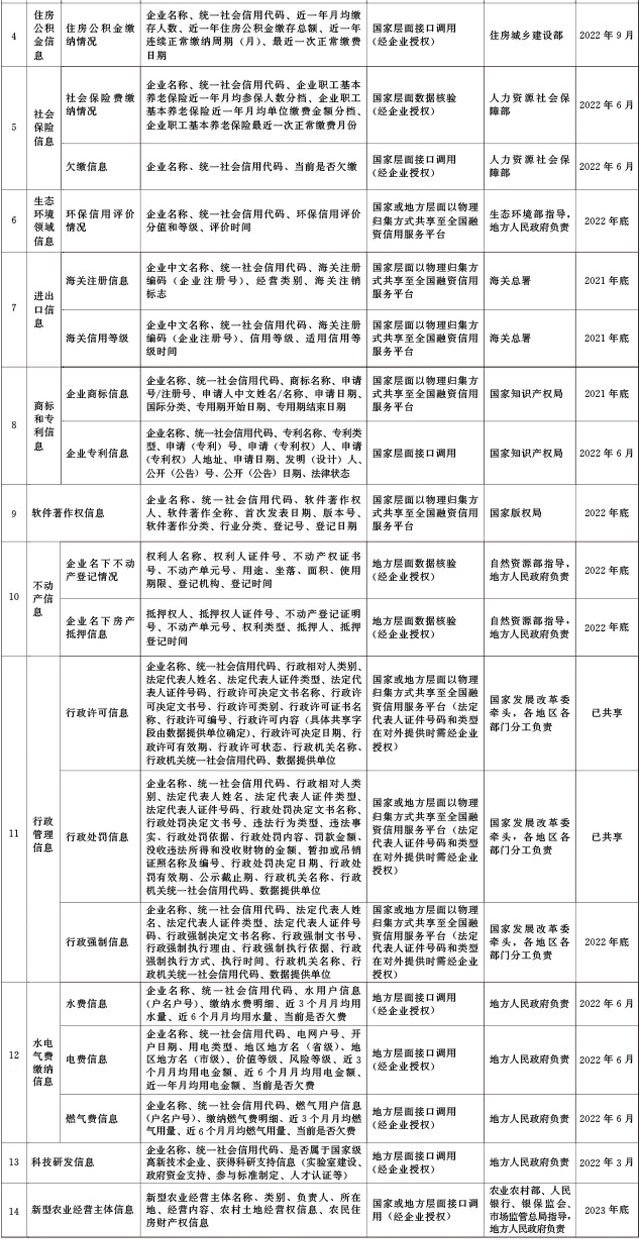 4
住房
公积
金信
息
住房公积金缴
纳情况
企业名称、统一社会信用代码、近一年月均缴
存人数、近一年住房公积金缴存总额、近一年
连续正常缴纳周期（月）、最近一次正常缴费
日期
国家层面接口调用
（经企业授权）
住房城乡建设部
2022 年 9 月
5
社会
保险
信息
社会保险费缴
纳情况
企业名称、统一社会信用代码、企业职工基本
养老保险近一年月均参保人数分档、企业职工
基本养老保险近一年月均单位缴费金额分档、
企业职工基本养老保险最近一次正常缴费月份
国家层面数据核验
（经企业授权）
人力资源社会保
障部
2022 年 6 月
欠缴信息
企业名称、统一社会信用代码、当前是否欠缴
国家层面接口调用
（经企业授权）
人力资源社会保
障部
2022 年 6 月
6
生态
环境
领域
信息
环保信用评价
情况
企业名称、统一社会信用代码、环保信用评价
分值和等级、评价时间
国家或地方层面以物理
归集方式共享至全国融
资信用服务平台
生态环境部指导，
地方人民政府负责
2022 年底
7
进出
口信
息
海关注册信息
企业中文名称、统一社会信用代码、海关注册
编码（企业注册号）、经营类别、海关注销
标志
国家层面以物理归集方
式共享至全国融资信用
服务平台
海关总署
2021 年底
海关信用等级
企业中文名称、统一社会信用代码、海关注册
编码（企业注册号）、信用等级、适用信用等
级时间
国家层面以物理归集方
式共享至全国融资信用
服务平台
海关总署
2021 年底
8
商标
和专
利信
息
企业商标信息
企业名称、统一社会信用代码、商标名称、申请
号/注册号、申请人中文姓名/名称、申请日期、
国际分类、专用期开始日期、专用期结束日期
国家层面以物理归集方
式共享至全国融资信用
服务平台
国家知识产权局
2021 年底
企业专利信息
企业名称、统一社会信用代码、专利名称、专利类
型、申请（专利）号、申请（专利权）人、申请
（专利权）人地址、申请日期、发明（设计）人、
公开（公告）号、公开（公告）日期、法律状态
国家层面接口调用
国家知识产权局
2022 年 6 月
9
软件著作权信息
企业名称、统一社会信用代码、软件著作权
人、软件著作全称、首次发表日期、版本号、
软件著作分类、行业分类、登记号、登记日期
国家层面以物理归集方
式共享至全国融资信用
服务平台
国家版权局
2022 年底
10
不动
产信
息
企业名下不动
产登记情况
权利人名称、权利人证件号、不动产权证书
号、不动产单元号、用途、坐落、面积、使用
期限、登记机构、登记时间
地方层面数据核验
（经企业授权）
自然资源部指导，
地方人民政府负责
2022 年底
企业名下房产
抵押信息
抵押权人、抵押权人证件号、不动产登记证明
号、不动产单元号、权利类型、抵押人、抵押
登记时间
地方层面数据核验
（经企业授权）
自然资源部指导，
地方人民政府负责
2022 年底
11
行政
管理
信息
行政许可信息
企业名称、统一社会信用代码、行政相对人类别、
法定代表人姓名、法定代表人证件类型、法定代
表人证件号码、行政许可决定文书名称、行政许
可决定文书号、行政许可类别、行政许可证书名
称、行政许可编号、行政许可内容（具体共享字
段由数据提供单位确定）、行政许可决定日期、行
政许可有效期、行政许可状态、行政机关名称、
行政机关统一社会信用代码、数据提供单位
国家或地方层面以物理
归集方式共享至全国融
资信用服务平台（法定
代表人证件号码和类型
在对外提供时需经企业
授权）
国家发展改革委
牵头，各地区各
部门分工负责
已共享
行政处罚信息
企业名称、统一社会信用代码、行政相对人类
别、法定代表人姓名、法定代表人证件类型、
法定代表人证件号码、行政处罚决定文书名称、
行政处罚决定文书号、违法行为类型、违法事
实、行政处罚依据、行政处罚内容、罚款金额、
没收违法所得和没收财物的金额、暂扣或吊销
证照名称及编号、行政处罚决定日期、行政处
罚有效期、公示截止期、行政机关名称、行政
机关统一社会信用代码、数据提供单位
国家或地方层面以物理
归集方式共享至全国融
资信用服务平台（法定
代表人证件号码和类型
在对外提供时需经企业
授权）
国家发展改革委
牵头，各地区各
部门分工负责
已共享
行政强制信息
企业名称、统一社会信用代码、法定代表人姓
名、法定代表人证件类型、法定代表人证件号
码、行政强制决定文书名称、行政强制文书号、
行政强制执行理由、行政强制执行依据、行政
强制执行方式、执行时间、行政机关名称、行
政机关统一社会信用代码、数据提供单位
国家或地方层面以物理
归集方式共享至全国融
资信用服务平台（法定
代表人证件号码和类型
在对外提供时需经企业
授权）
国家发展改革委
牵头，各地区各
部门分工负责
2022 年底
12
水电
气费
缴纳
信息
水费信息
企业名称、统一社会信用代码、水用户信息
（户名户号）、缴纳水费明细、近 3 个月月均用
水量、近 6 个月月均用水量、当前是否欠费
地方层面接口调用
（经企业授权）
地方人民政府负责
2022 年 6 月
电费信息
企业名称、统一社会信用代码、电网户号、开
户日期、用电类型、地区地方名（省级）、地
区地方名（市级）、价值等级、风险等级、近 3
个月月均用电金额、近 6 个月月均用电金额、
近一年月均用电金额、当前是否欠费
地方层面接口调用
（经企业授权）
地方人民政府负责
2022 年 6 月
燃气费信息
企业名称、统一社会信用代码、燃气用户信息
（户名户号）、缴纳燃气费明细、近 3 个月月均燃
气用量、近 6 个月月均燃气用量、当前是否欠费
地方层面接口调用
（经企业授权）
地方人民政府负责
2022 年 6 月
13
科技研发信息
企业名称、统一社会信用代码、是否属于国家级
高新技术企业、获得科研支持信息（实验室建设、
政府资金支持、参与标准制定、人才认证等）
地方层面接口调用
（经企业授权）
地方人民政府负责
2022 年 3 月
14
新型农业经营主体信息
新型农业经营主体名称、类别、负责人、所在
地、经营内容、农村土地经营权信息、农民住
房财产权信息
国家或地方层面接口调
用（经企业授权）
农业农村部、人民
银行、银保监会、
市场监管总局指导，
地方人民政府负责
2023 年底